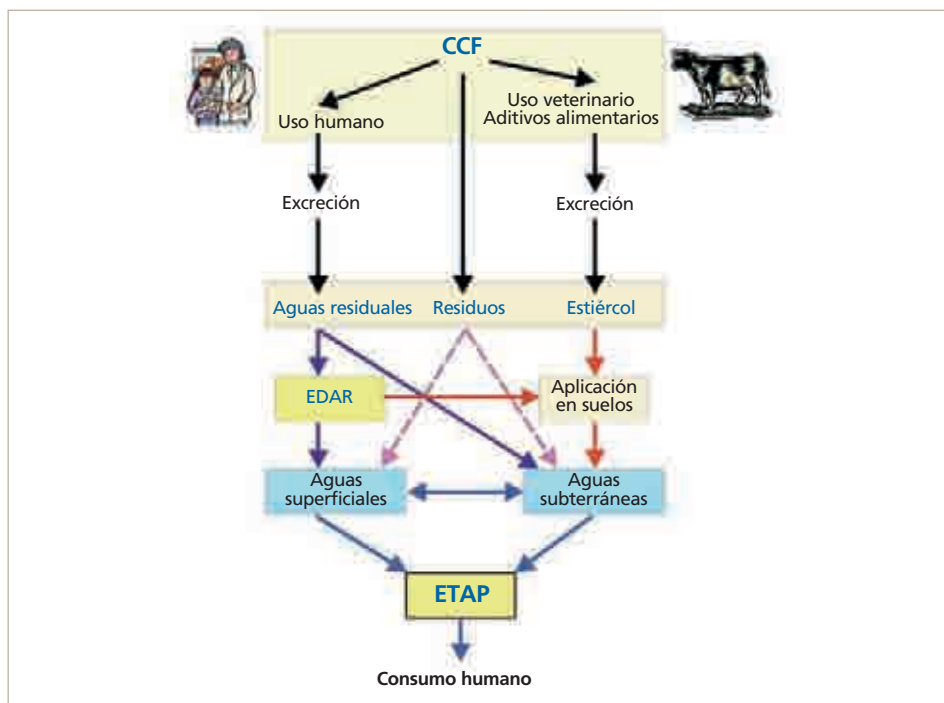 CCF
Uso humano
Uso veterinario
Aditivos alimentarios
Excreción
Excreción
Aguas residuales
Residuos
Estiércol
EDAR
Aplicación
en suelos
Aguas
superficiales
Aguas
subterráneas
ETAP
Consumo humano